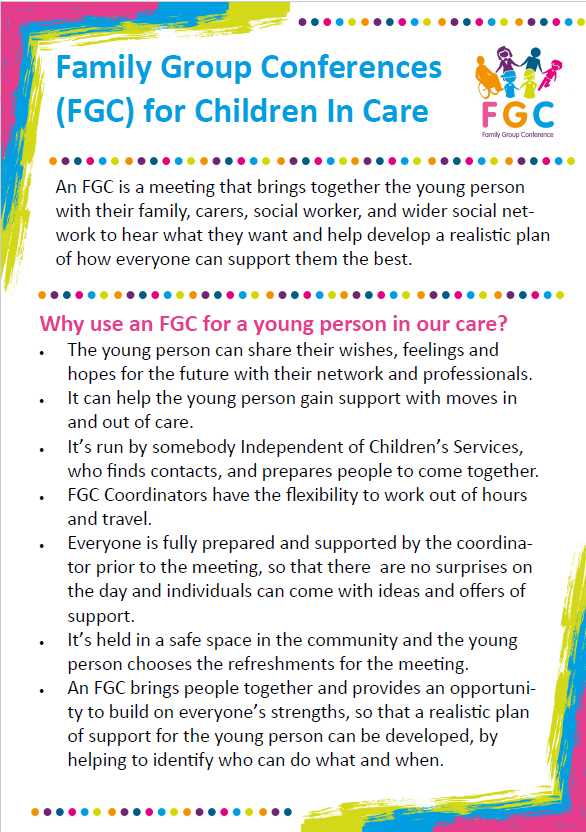 Family Group Conferences
(FGC) for Children In Care
FGC
Family Group Conference
An FGC is a meeting that brings together the young person
with their family, carers, social worker, and wider social net-
work to hear what they want and help develop a realistic plan
of how everyone can support them the best.
Why use an FGC for a young person in our care?
• The young person can share their wishes, feelings and
hopes for the future with their network and professionals.
• It can help the young person gain support with moves in
and out of care.
• It’s run by somebody Independent of Children’s Services,
who finds contacts, and prepares people to come together.
• FGC Coordinators have the flexibility to work out of hours
and travel.
• Everyone is fully prepared and supported by the coordina-
tor prior to the meeting, so that there  are no surprises on
the day and individuals can come with ideas and offers of
support.
• It’s held in a safe space in the community and the young
person chooses the refreshments for the meeting.
• An FGC brings people together and provides an opportuni-
ty to build on everyone’s strengths, so that a realistic plan
of support for the young person can be developed, by
helping to identify who can do what and when.